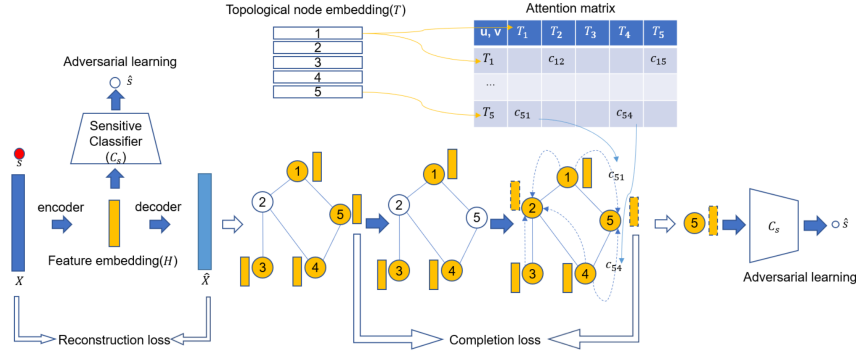 Topological node embedding(T)
1
2
3
4
5
Attention matrix
u, v T₁ T₂ T₃ T₄ T₅
T₁ c₁₂ c₁₅
...
T₅ c₅₁ c₅₄
Adversarial learning
ŝ
Sensitive
Classifier
(Cₛ)
s
encoder
decoder
Feature embedding(H)
X
X̂
Reconstruction loss
1
2
5
3
4
1
2
5
3
4
1
2
5
3
4
c₅₁
c₅₄
Completion loss
5
Cₛ
ŝ
Adversarial learning